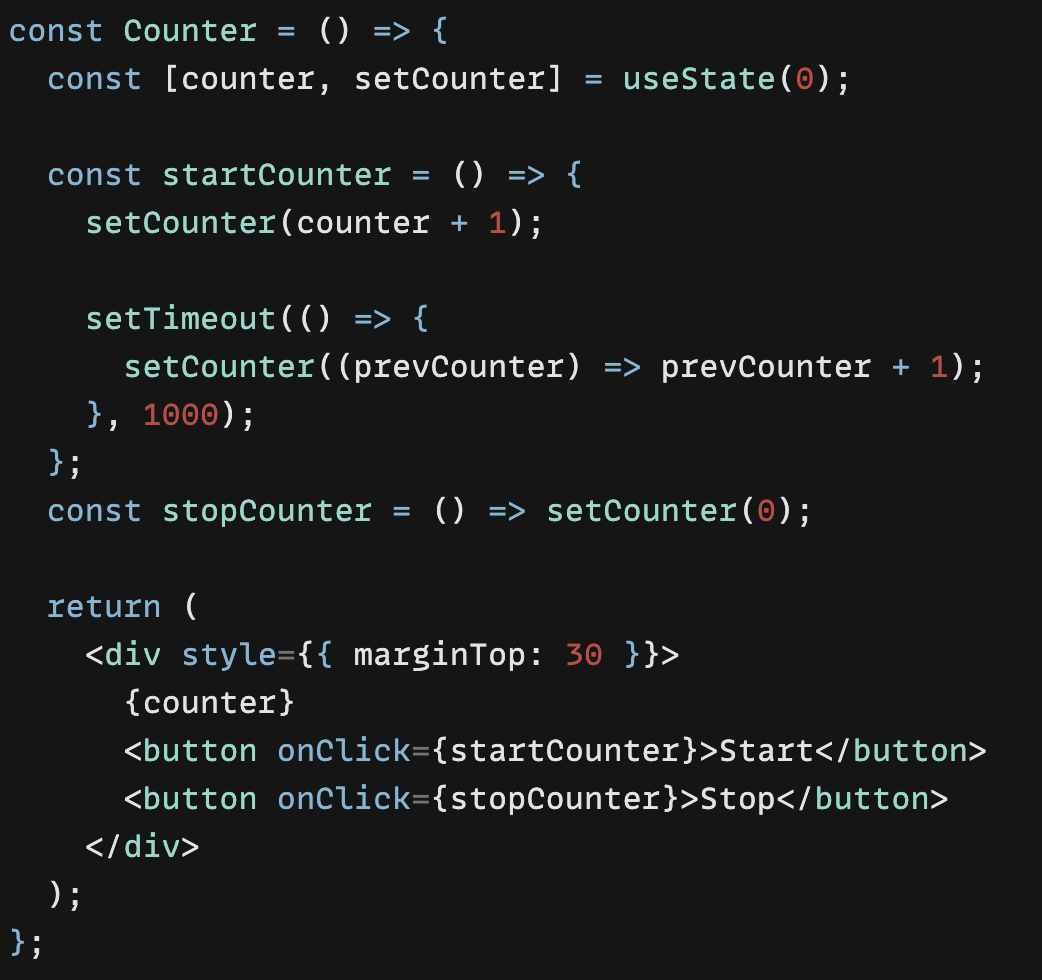 const Counter = () => {
  const [counter, setCounter] = useState(0);

  const startCounter = () => {
    setCounter(counter + 1);

    setTimeout(() => {
      setCounter((prevCounter) => prevCounter + 1);
    }, 1000);
  };
  const stopCounter = () => setCounter(0);

  return (
    <div style={{ marginTop: 30 }}>
      {counter}
      <button onClick={startCounter}>Start</button>
      <button onClick={stopCounter}>Stop</button>
    </div>
  );
};